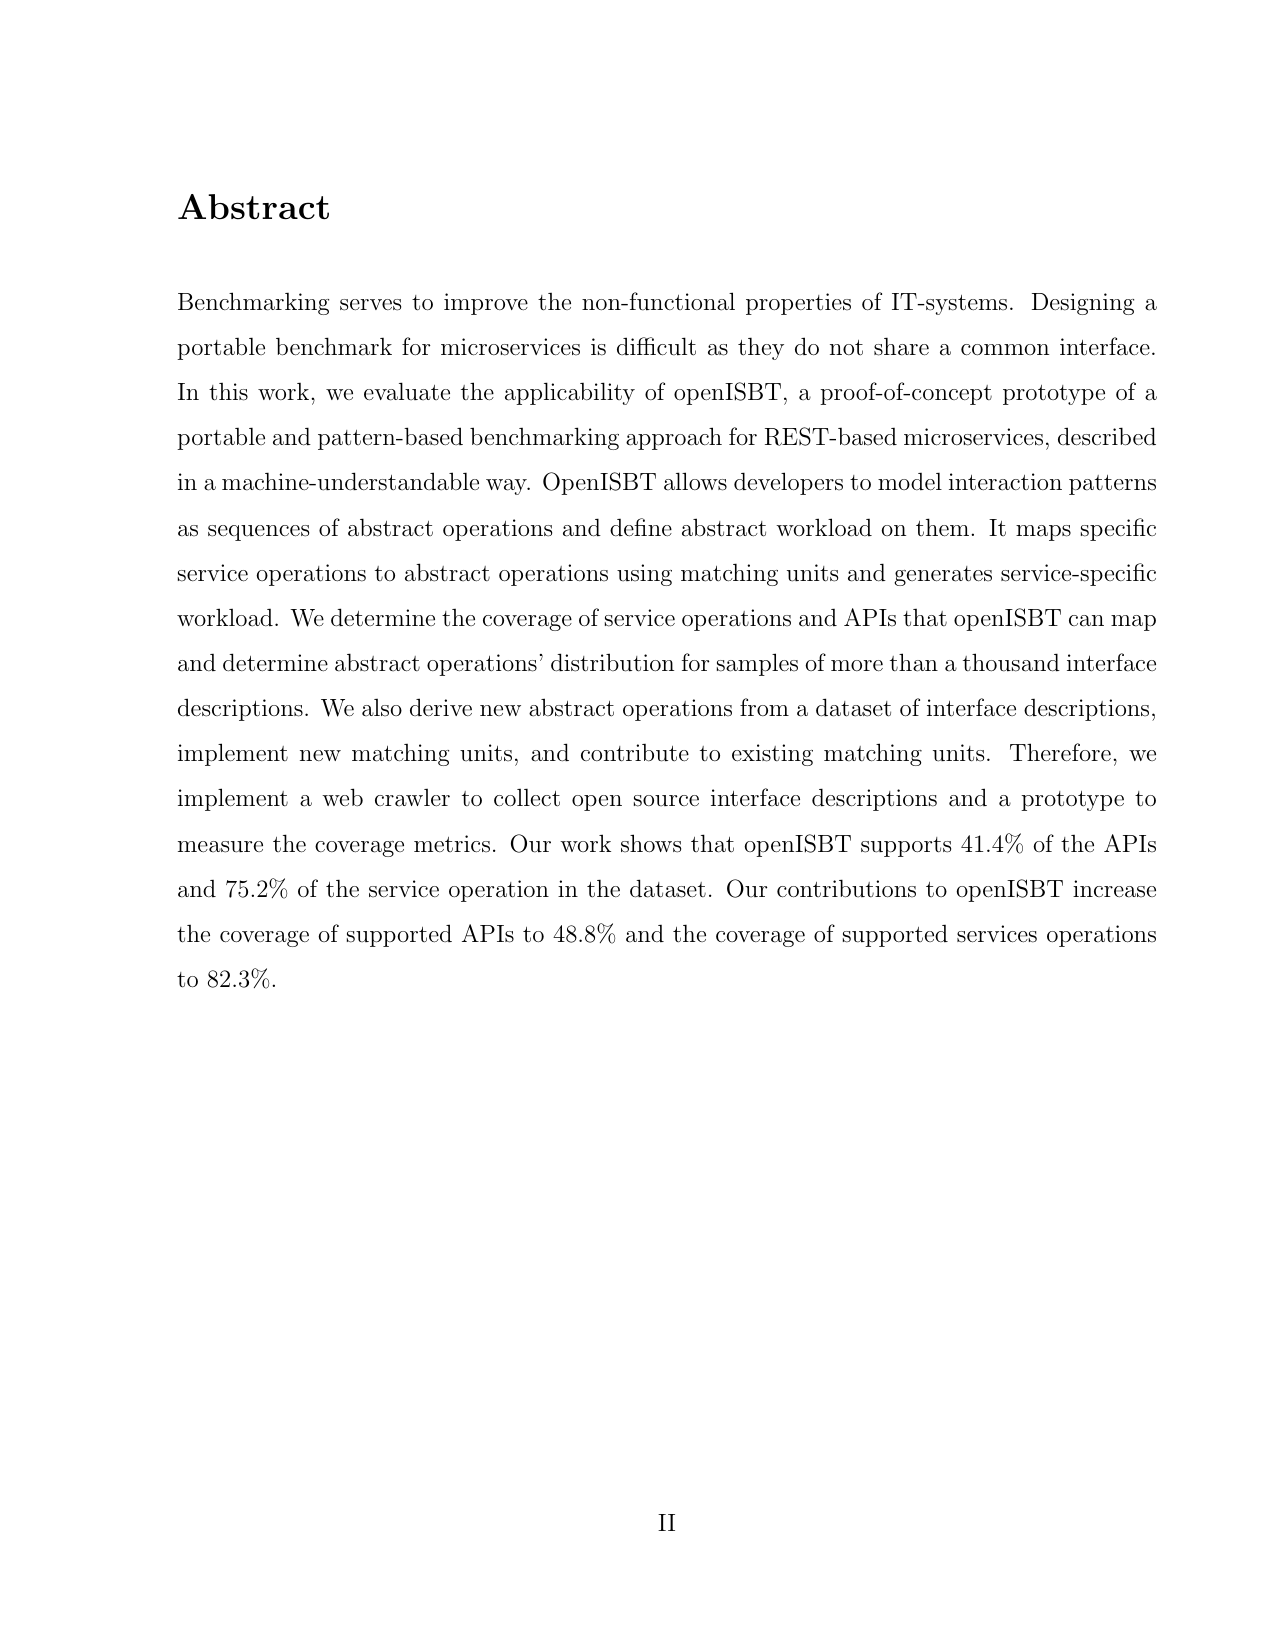 Abstract
Benchmarking serves to improve the non-functional properties of IT-systems. Designing a
portable benchmark for microservices is difficult as they do not share a common interface.
In this work, we evaluate the applicability of openISBT, a proof-of-concept prototype of a
portable and pattern-based benchmarking approach for REST-based microservices, described
in a machine-understandable way. OpenISBT allows developers to model interaction patterns
as sequences of abstract operations and define abstract workload on them. It maps specific
service operations to abstract operations using matching units and generates service-specific
workload. We determine the coverage of service operations and APIs that openISBT can map
and determine abstract operations’ distribution for samples of more than a thousand interface
descriptions. We also derive new abstract operations from a dataset of interface descriptions,
implement new matching units, and contribute to existing matching units. Therefore, we
implement a web crawler to collect open source interface descriptions and a prototype to
measure the coverage metrics. Our work shows that openISBT supports 41.4% of the APIs
and 75.2% of the service operation in the dataset. Our contributions to openISBT increase
the coverage of supported APIs to 48.8% and the coverage of supported services operations
to 82.3%.
II